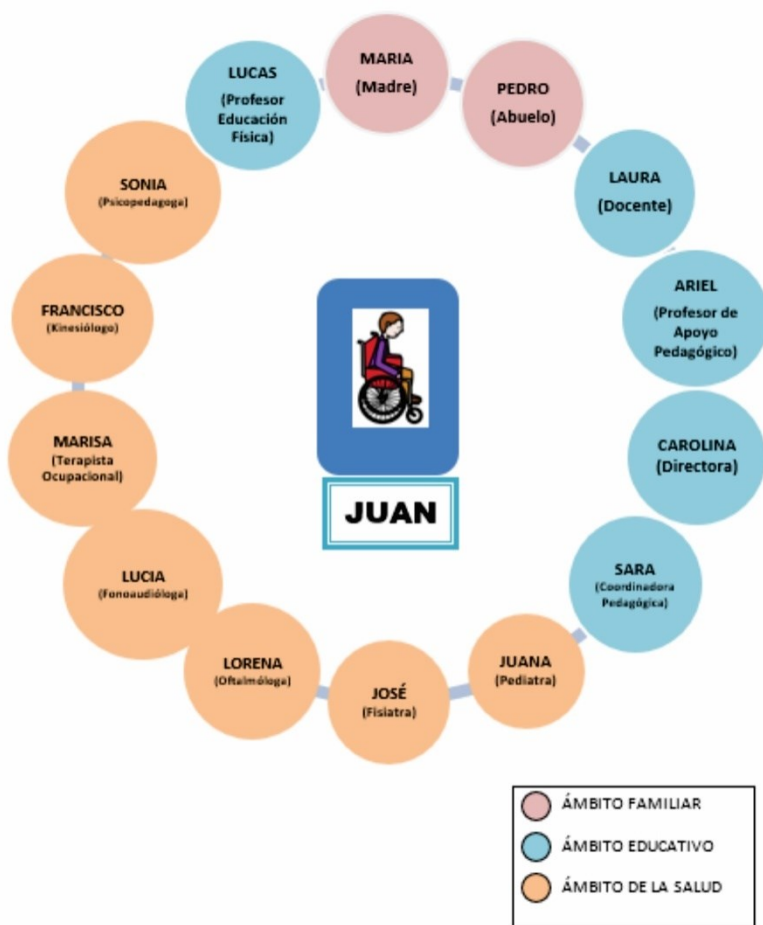 MARIA
(Madre)
PEDRO
(Abuelo)
LAURA
(Docente)
ARIEL
(Profesor de
Apoyo
Pedagógico)
CAROLINA
(Directora)
SARA
(Coordinadora
Pedagógica)
JUANA
(Pediatra)
JOSÉ
(Fisiatra)
LORENA
(Oftalmóloga)
LUCIA
(Fonoaudióloga)
MARISA
(Terapista
Ocupacional)
FRANCISCO
(Kinesiólogo)
SONIA
(Psicopedagoga)
LUCAS
(Profesor
Educación
Física)
JUAN
ÁMBITO FAMILIAR
ÁMBITO EDUCATIVO
ÁMBITO DE LA SALUD